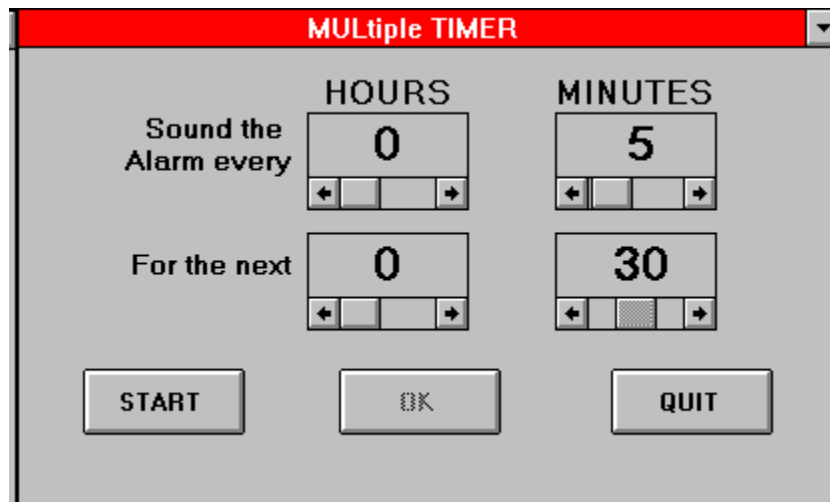 MULtiple TIMER
HOURS MINUTES
Sound the
Alarm every
0 5
For the next 0 30
START OK QUIT